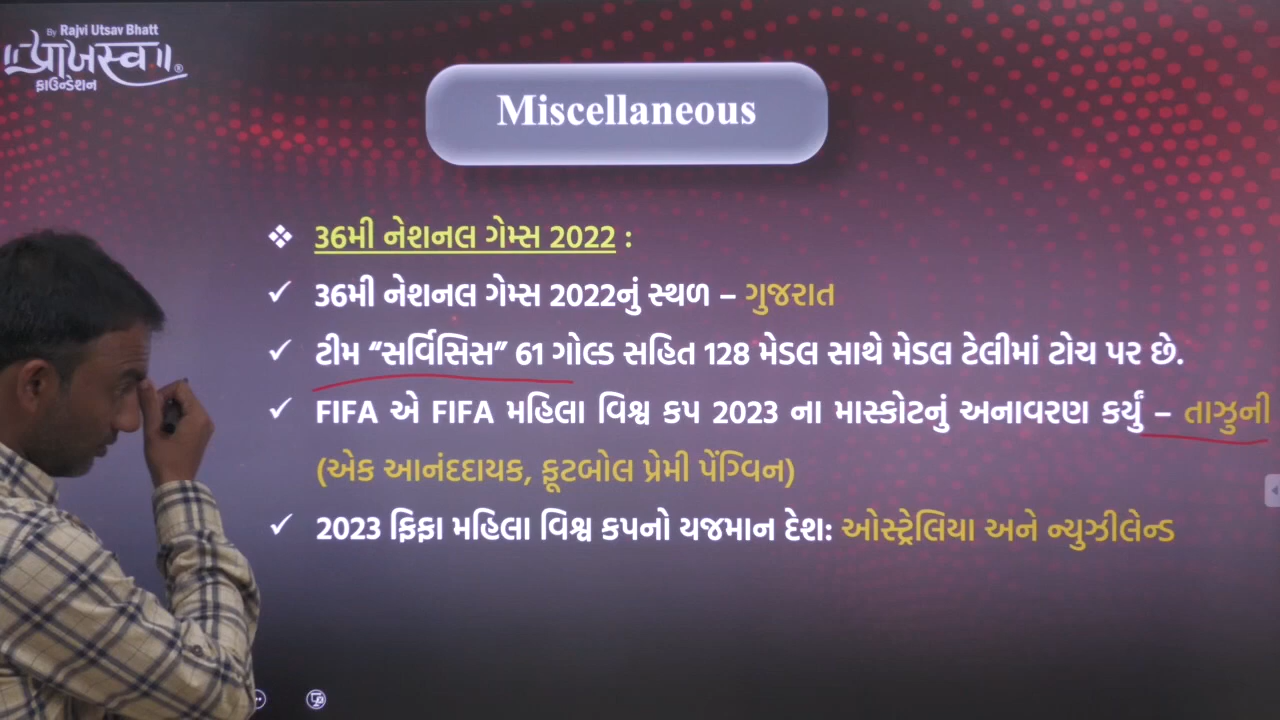 By Rajvi Utsav Bhatt
॥પ્રાખસ્વ॥®
ફાઉન્ડેશન
Miscellaneous
❖ 36મી નેશનલ ગેમ્સ 2022 :
✓ 36મી નેશનલ ગેમ્સ 2022નું સ્થળ – ગુજરાત
✓ ટીમ “સર્વિસિસ” 61 ગોલ્ડ સહિત 128 મેડલ સાથે મેડલ ટેલીમાં ટોચ પર છે.
✓ FIFA એ FIFA મહિલા વિશ્વ કપ 2023 ના માસ્કોટનું અનાવરણ કર્યું – તાઝુની
(એક આનંદદાયક, ફૂટબોલ પ્રેમી પેંગ્વિન)
✓ 2023 ફિફા મહિલા વિશ્વ કપનો યજમાન દેશ: ઓસ્ટ્રેલિયા અને ન્યુઝીલેન્ડ